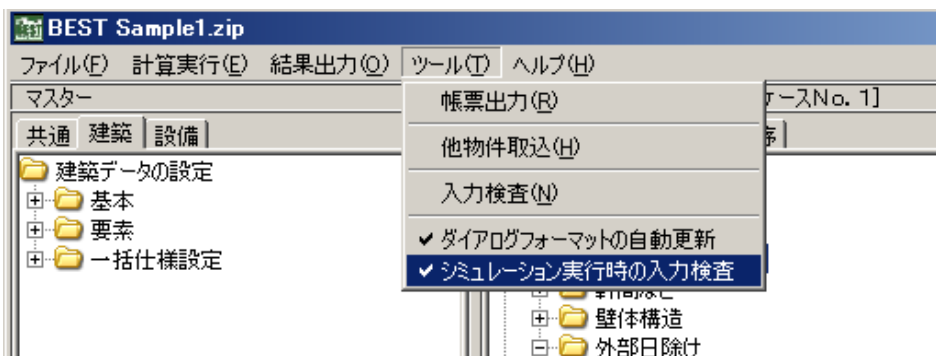 BEST Sample1.zip
ファイル(F) 計算実行(E) 結果出力(O) ツール(T) ヘルプ(H)
マスター
ケースNo. 1]
共通 建築 設備
建築データの設定
基本
要素
一括仕様設定
帳票出力(R)
他物件取込(H)
入力検査(N)
✔ ダイアログフォーマットの自動更新
✔ シミュレーション実行時の入力検査
壁体構造
外部日除け